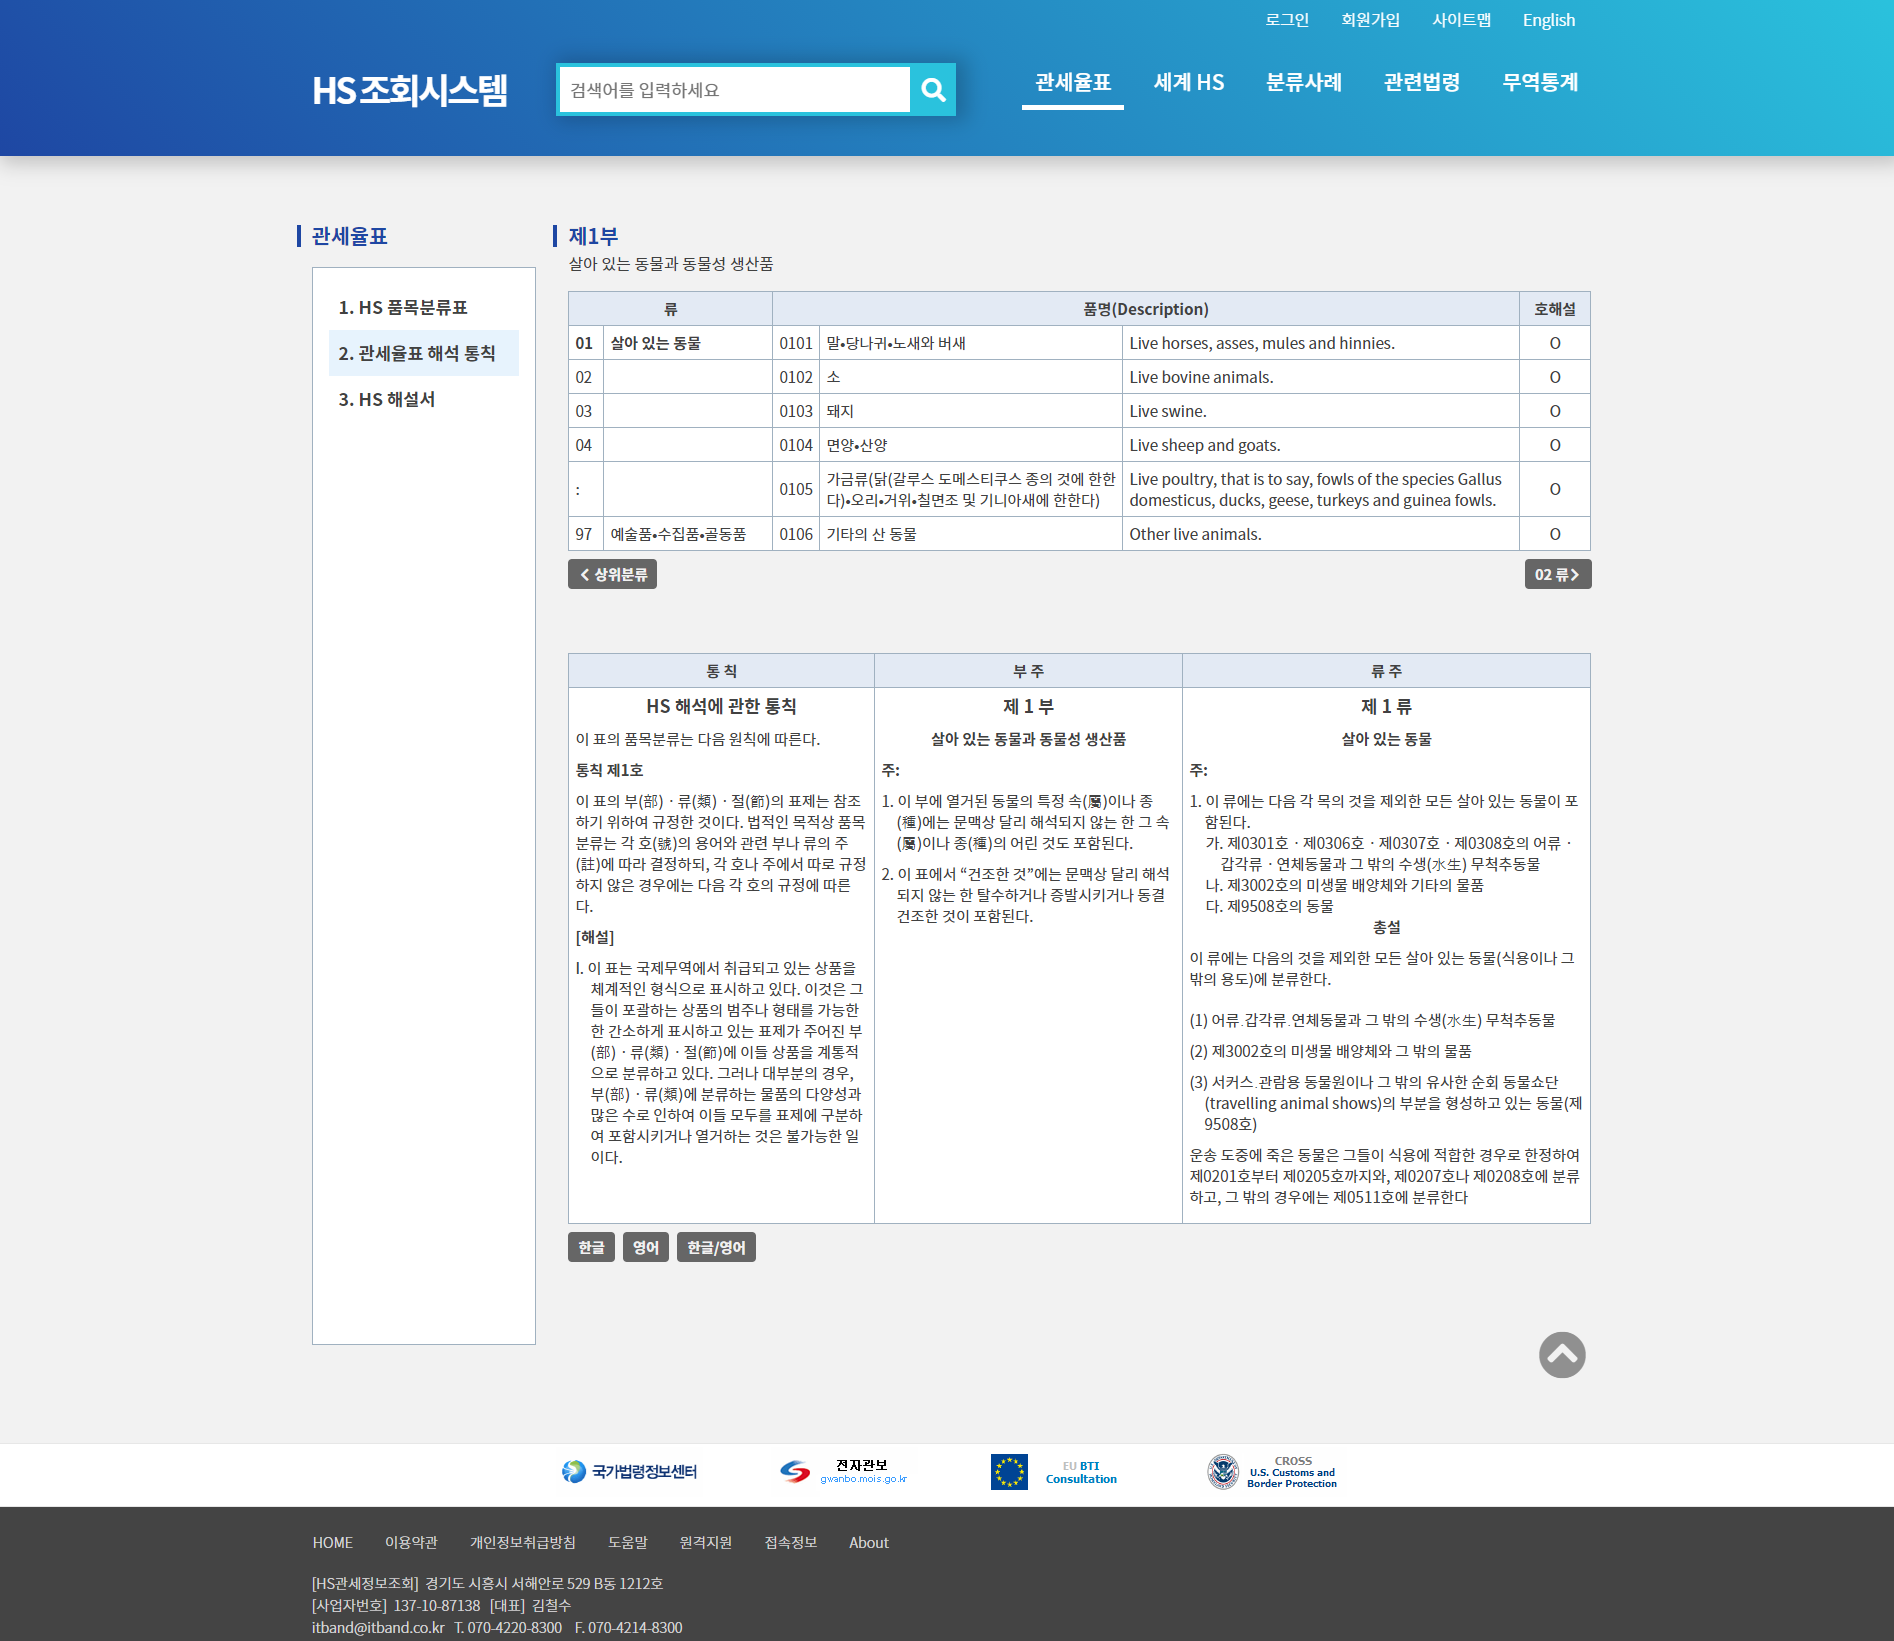 로그인 회원가입 사이트맵 English
HS 조회시스템
검색어를 입력하세요
관세율표 세계 HS 분류사례 관련법령 무역통계
관세율표
1. HS 품목분류표
2. 관세율표 해석 통칙
3. HS 해설서
제1부
살아 있는 동물과 동물성 생산품
류 품명(Description) 호해설
01 살아 있는 동물 0101 말•당나귀•노새와 버새 Live horses, asses, mules and hinnies. O
02 0102 소 Live bovine animals. O
03 0103 돼지 Live swine. O
04 0104 면양•산양 Live sheep and goats. O
: 0105 가금류(닭(갈루스 도메스티쿠스 종의 것에 한한 Live poultry, that is to say, fowls of the species Gallus O
다)•오리•거위•칠면조 및 기니아새에 한한다) domesticus, ducks, geese, turkeys and guinea fowls.
97 예술품•수집품•골동품 0106 기타의 산 동물 Other live animals. O
상위분류
02 류
통 칙
HS 해석에 관한 통칙
이 표의 품목분류는 다음 원칙에 따른다.
통칙 제1호
이 표의 부(部)ㆍ류(類)ㆍ절(節)의 표제는 참조
하기 위하여 규정한 것이다. 법적인 목적상 품목
분류는 각 호(號)의 용어와 관련 부나 류의 주
(註)에 따라 결정하되, 각 호나 주에서 따로 규정
하지 않은 경우에는 다음 각 호의 규정에 따른
다.
[해설]
I. 이 표는 국제무역에서 취급되고 있는 상품을
체계적인 형식으로 표시하고 있다. 이것은 그
들이 포괄하는 상품의 범주나 형태를 가능한
한 간소하게 표시하고 있는 표제가 주어진 부
(部)ㆍ류(類)ㆍ절(節)에 이들 상품을 계통적
으로 분류하고 있다. 그러나 대부분의 경우,
부(部)ㆍ류(類)에 분류하는 물품의 다양성과
많은 수로 인하여 이들 모두를 표제에 구분하
여 포함시키거나 열거하는 것은 불가능한 일
이다.
부 주
제 1 부
살아 있는 동물과 동물성 생산품
주:
1. 이 부에 열거된 동물의 특정 속(屬)이나 종
(種)에는 문맥상 달리 해석되지 않는 한 그 속
(屬)이나 종(種)의 어린 것도 포함된다.
2. 이 표에서 “건조한 것”에는 문맥상 달리 해석
되지 않는 한 탈수하거나 증발시키거나 동결
건조한 것이 포함된다.
류 주
제 1 류
살아 있는 동물
주:
1. 이 류에는 다음 각 목의 것을 제외한 모든 살아 있는 동물이 포
함된다.
가. 제0301호ㆍ제0306호ㆍ제0307호ㆍ제0308호의 어류ㆍ
갑각류ㆍ연체동물과 그 밖의 수생(水生) 무척추동물
나. 제3002호의 미생물 배양체와 기타의 물품
다. 제9508호의 동물
총설
이 류에는 다음의 것을 제외한 모든 살아 있는 동물(식용이나 그
밖의 용도)에 분류한다.
(1) 어류.갑각류.연체동물과 그 밖의 수생(水生) 무척추동물
(2) 제3002호의 미생물 배양체와 그 밖의 물품
(3) 서커스.관람용 동물원이나 그 밖의 유사한 순회 동물쇼단
(travelling animal shows)의 부분을 형성하고 있는 동물(제
9508호)
운송 도중에 죽은 동물은 그들이 식용에 적합한 경우로 한정하여
제0201호부터 제0205호까지와, 제0207호나 제0208호에 분류
하고, 그 밖의 경우에는 제0511호에 분류한다
한글 영어 한글/영어
국가법령정보센터
전자관보
gwanbo.mois.go.kr
EU BTI
Consultation
CROSS
U.S. Customs and
Border Protection
HOME 이용약관 개인정보취급방침 도움말 원격지원 접속정보 About
[HS관세정보조회] 경기도 시흥시 서해안로 529 B동 1212호
[사업자번호] 137-10-87138 [대표] 김철수
itband@itband.co.kr T. 070-4220-8300 F. 070-4214-8300